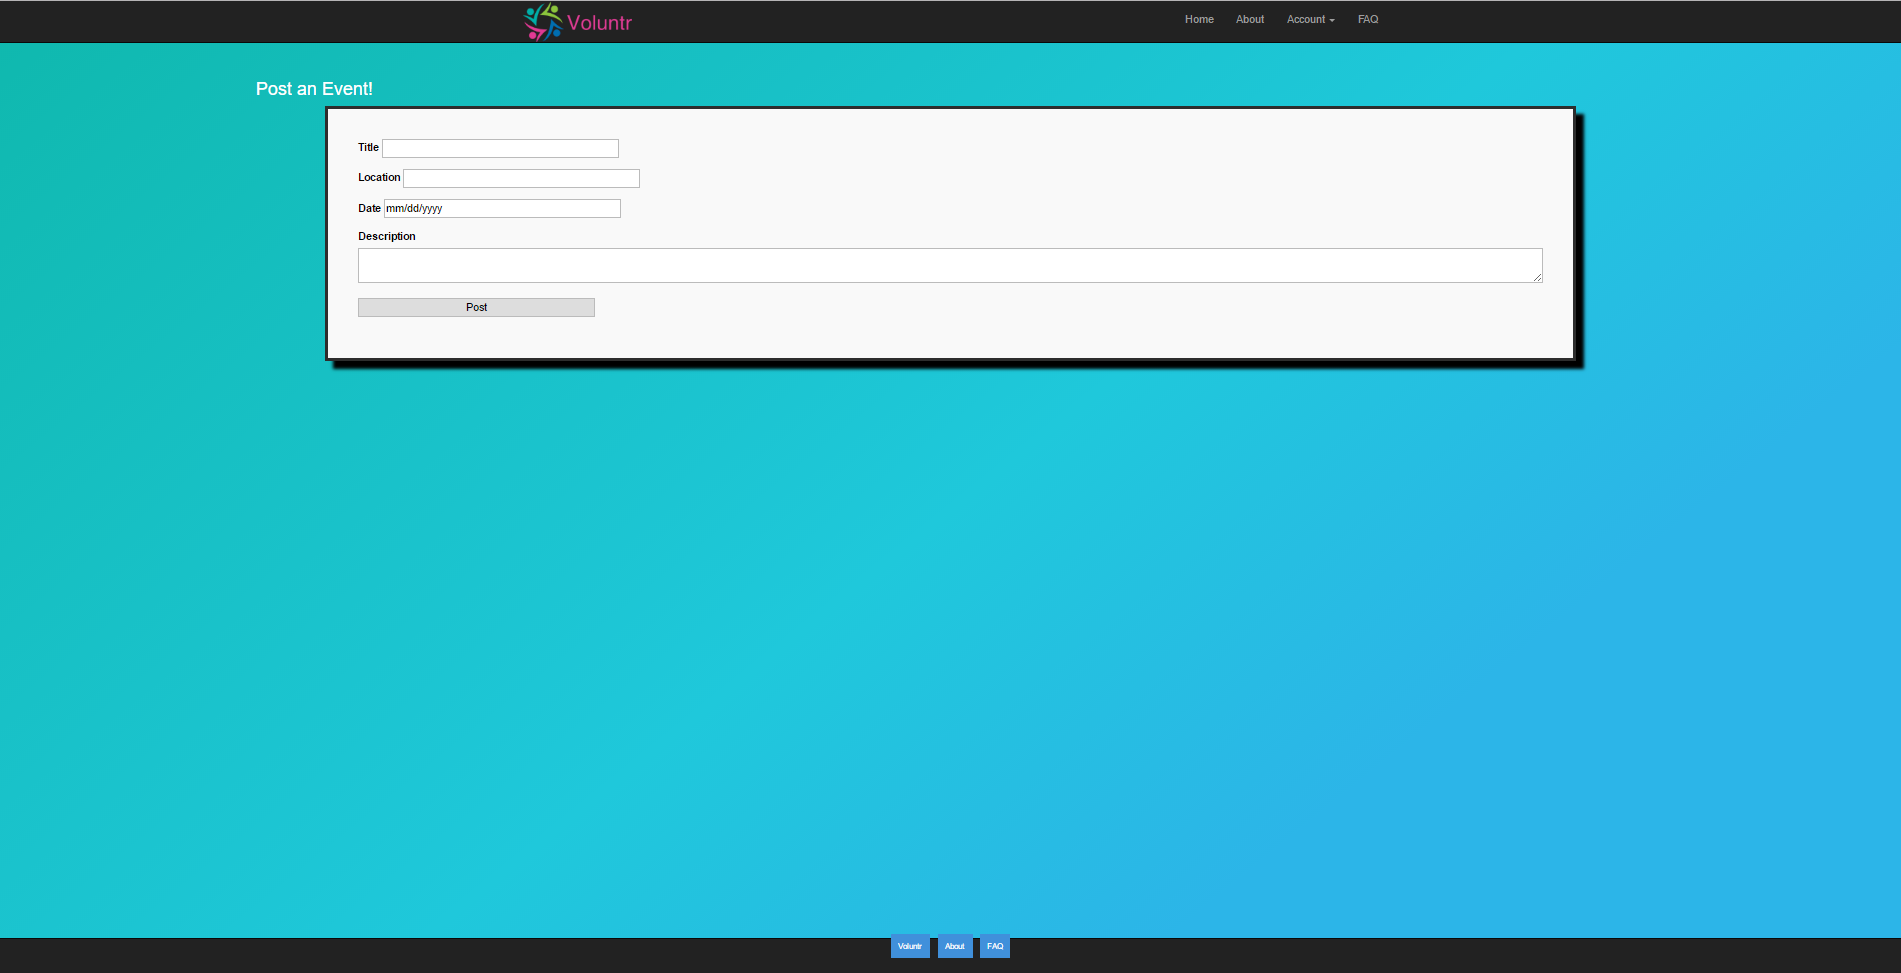 Voluntr
Home About Account FAQ
Post an Event!
Title
Location
Date mm/dd/yyyy
Description
Post
Voluntr About FAQ